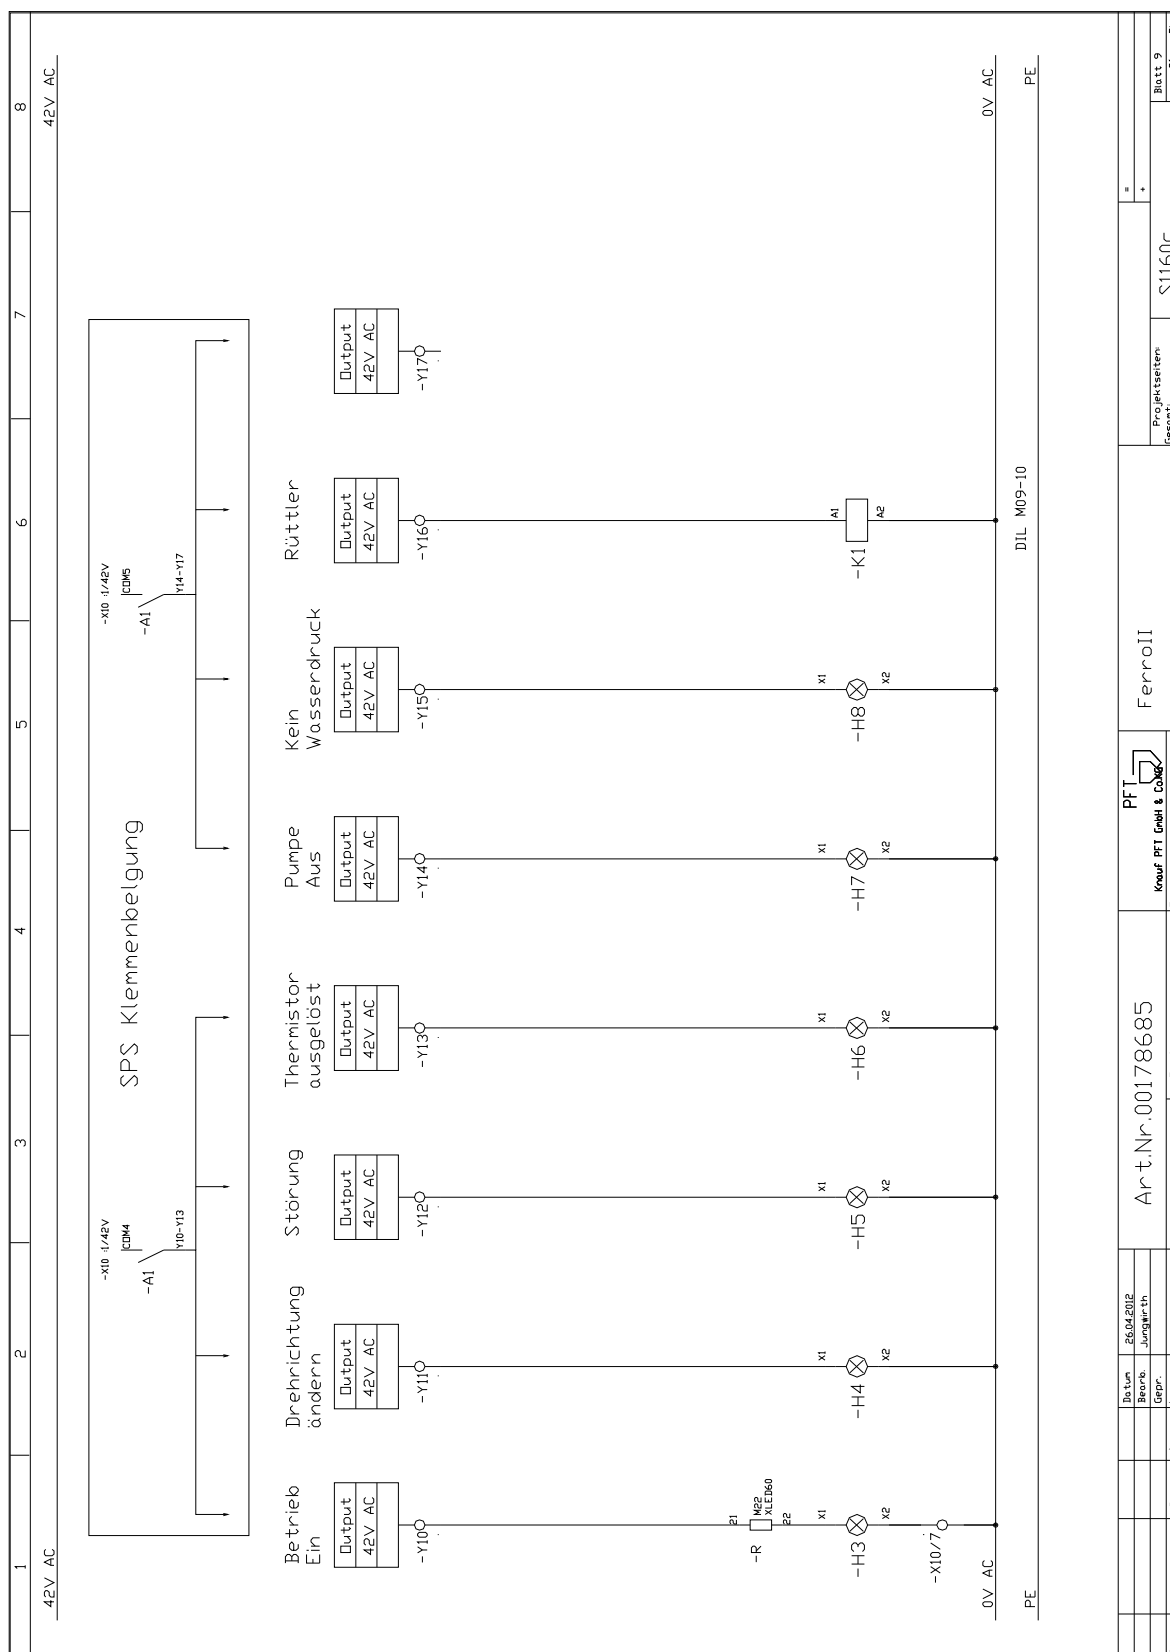 1 2 3 4 5 6 7 8
42V AC 42V AC
-X10 :1/42V -X10 :1/42V
COM4 COM5
-A1 -A1
Y10-Y13 Y14-Y17
SPS Klemmenbelgung
Betrieb Drehrichtung Störung Thermistor Pumpe Kein Rüttler
Ein ändern ausgelöst Aus Wasserdruck
Output Output Output Output Output Output Output Output
42V AC 42V AC 42V AC 42V AC 42V AC 42V AC 42V AC 42V AC
-Y10 -Y11 -Y12 -Y13 -Y14 -Y15 -Y16 -Y17
21
-R M22
XLED60
22
X1 X1 X1 X1 X1 X1 A1
-H3 -H4 -H5 -H6 -H7 -H8 -K1
X2 X2 X2 X2 X2 X2 A2
-X10/7
0V AC 0V AC
DIL M09-10
PE PE
Datum 26.04.2012
Bearb. Jungwirth
Gepr.
Art.Nr.00178685
PFT
Knauf PFT GmbH & Co.KG
FerroII
=
+
Projektseiten:
S1160c
Blatt 9